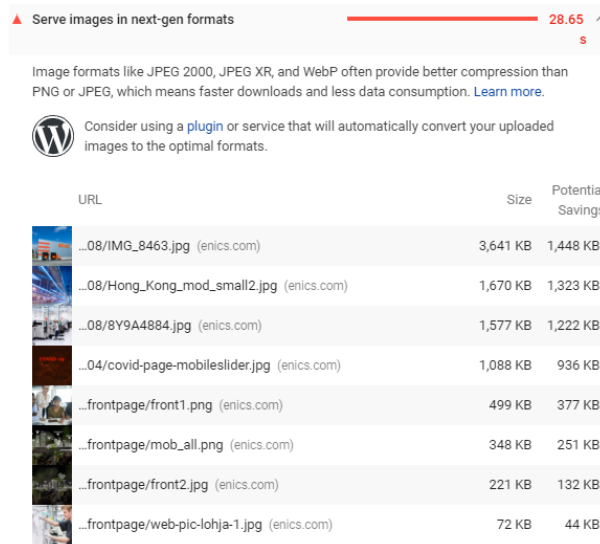 Serve images in next-gen formats 28.65 s
Image formats like JPEG 2000, JPEG XR, and WebP often provide better compression than
PNG or JPEG, which means faster downloads and less data consumption. Learn more.
Consider using a plugin or service that will automatically convert your uploaded
images to the optimal formats.
URL Size Potentia Savings
...08/IMG_8463.jpg (enics.com) 3,641 KB 1,448 KB
...08/Hong_Kong_mod_small2.jpg (enics.com) 1,670 KB 1,323 KB
...08/8Y9A4884.jpg (enics.com) 1,577 KB 1,222 KB
...04/covid-page-mobileslider.jpg (enics.com) 1,088 KB 936 KB
...frontpage/front1.png (enics.com) 499 KB 377 KB
...frontpage/mob_all.png (enics.com) 348 KB 251 KB
...frontpage/front2.jpg (enics.com) 221 KB 132 KB
...frontpage/web-pic-lohja-1.jpg (enics.com) 72 KB 44 KB